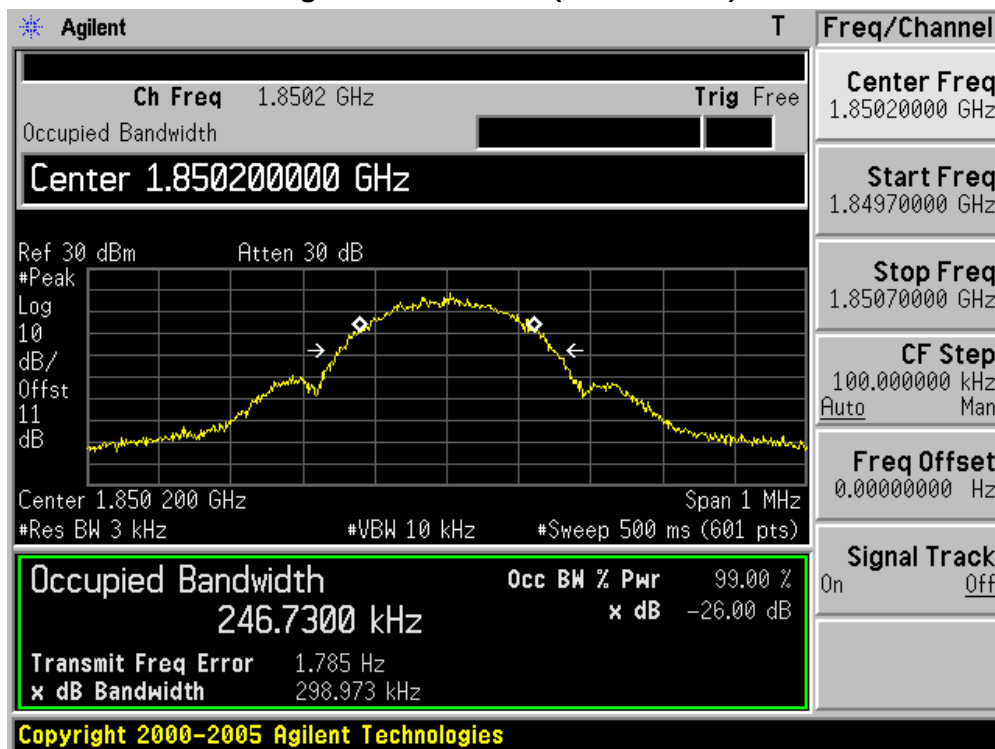 Agilent T Freq/Channel
Ch Freq 1.8502 GHz Trig Free
Occupied Bandwidth
Center 1.850200000 GHz
Ref 30 dBm Atten 30 dB
#Peak
Log
10
dB/
Offst
11
dB
Center 1.850 200 GHz Span 1 MHz
#Res BW 3 kHz #VBW 10 kHz #Sweep 500 ms (601 pts)
Occupied Bandwidth Occ BW % Pwr 99.00 %
246.7300 kHz x dB -26.00 dB
Transmit Freq Error 1.785 Hz
x dB Bandwidth 298.973 kHz
Copyright 2000-2005 Agilent Technologies
Center Freq
1.85020000 GHz
Start Freq
1.84970000 GHz
Stop Freq
1.85070000 GHz
CF Step
100.000000 kHz
Auto Man
Freq Offset
0.00000000 Hz
Signal Track
On Off